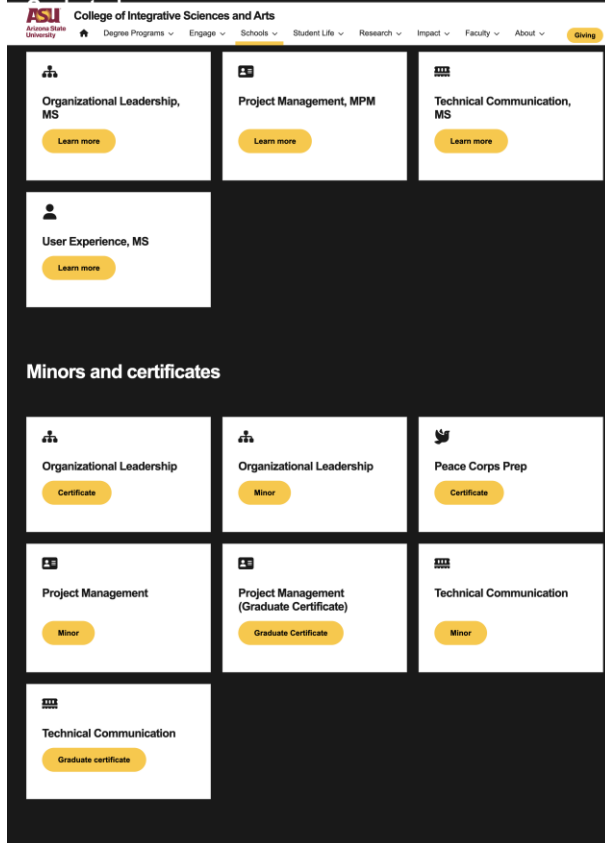 ASU
Arizona State
University
College of Integrative Sciences and Arts
Degree Programs Engage Schools Student Life Research Impact Faculty About Giving
Organizational Leadership,
MS
Learn more
Project Management, MPM
Learn more
Technical Communication,
MS
Learn more
User Experience, MS
Learn more
Minors and certificates
Organizational Leadership
Certificate
Organizational Leadership
Minor
Peace Corps Prep
Certificate
Project Management
Minor
Project Management
(Graduate Certificate)
Graduate Certificate
Technical Communication
Minor
Technical Communication
Graduate certificate